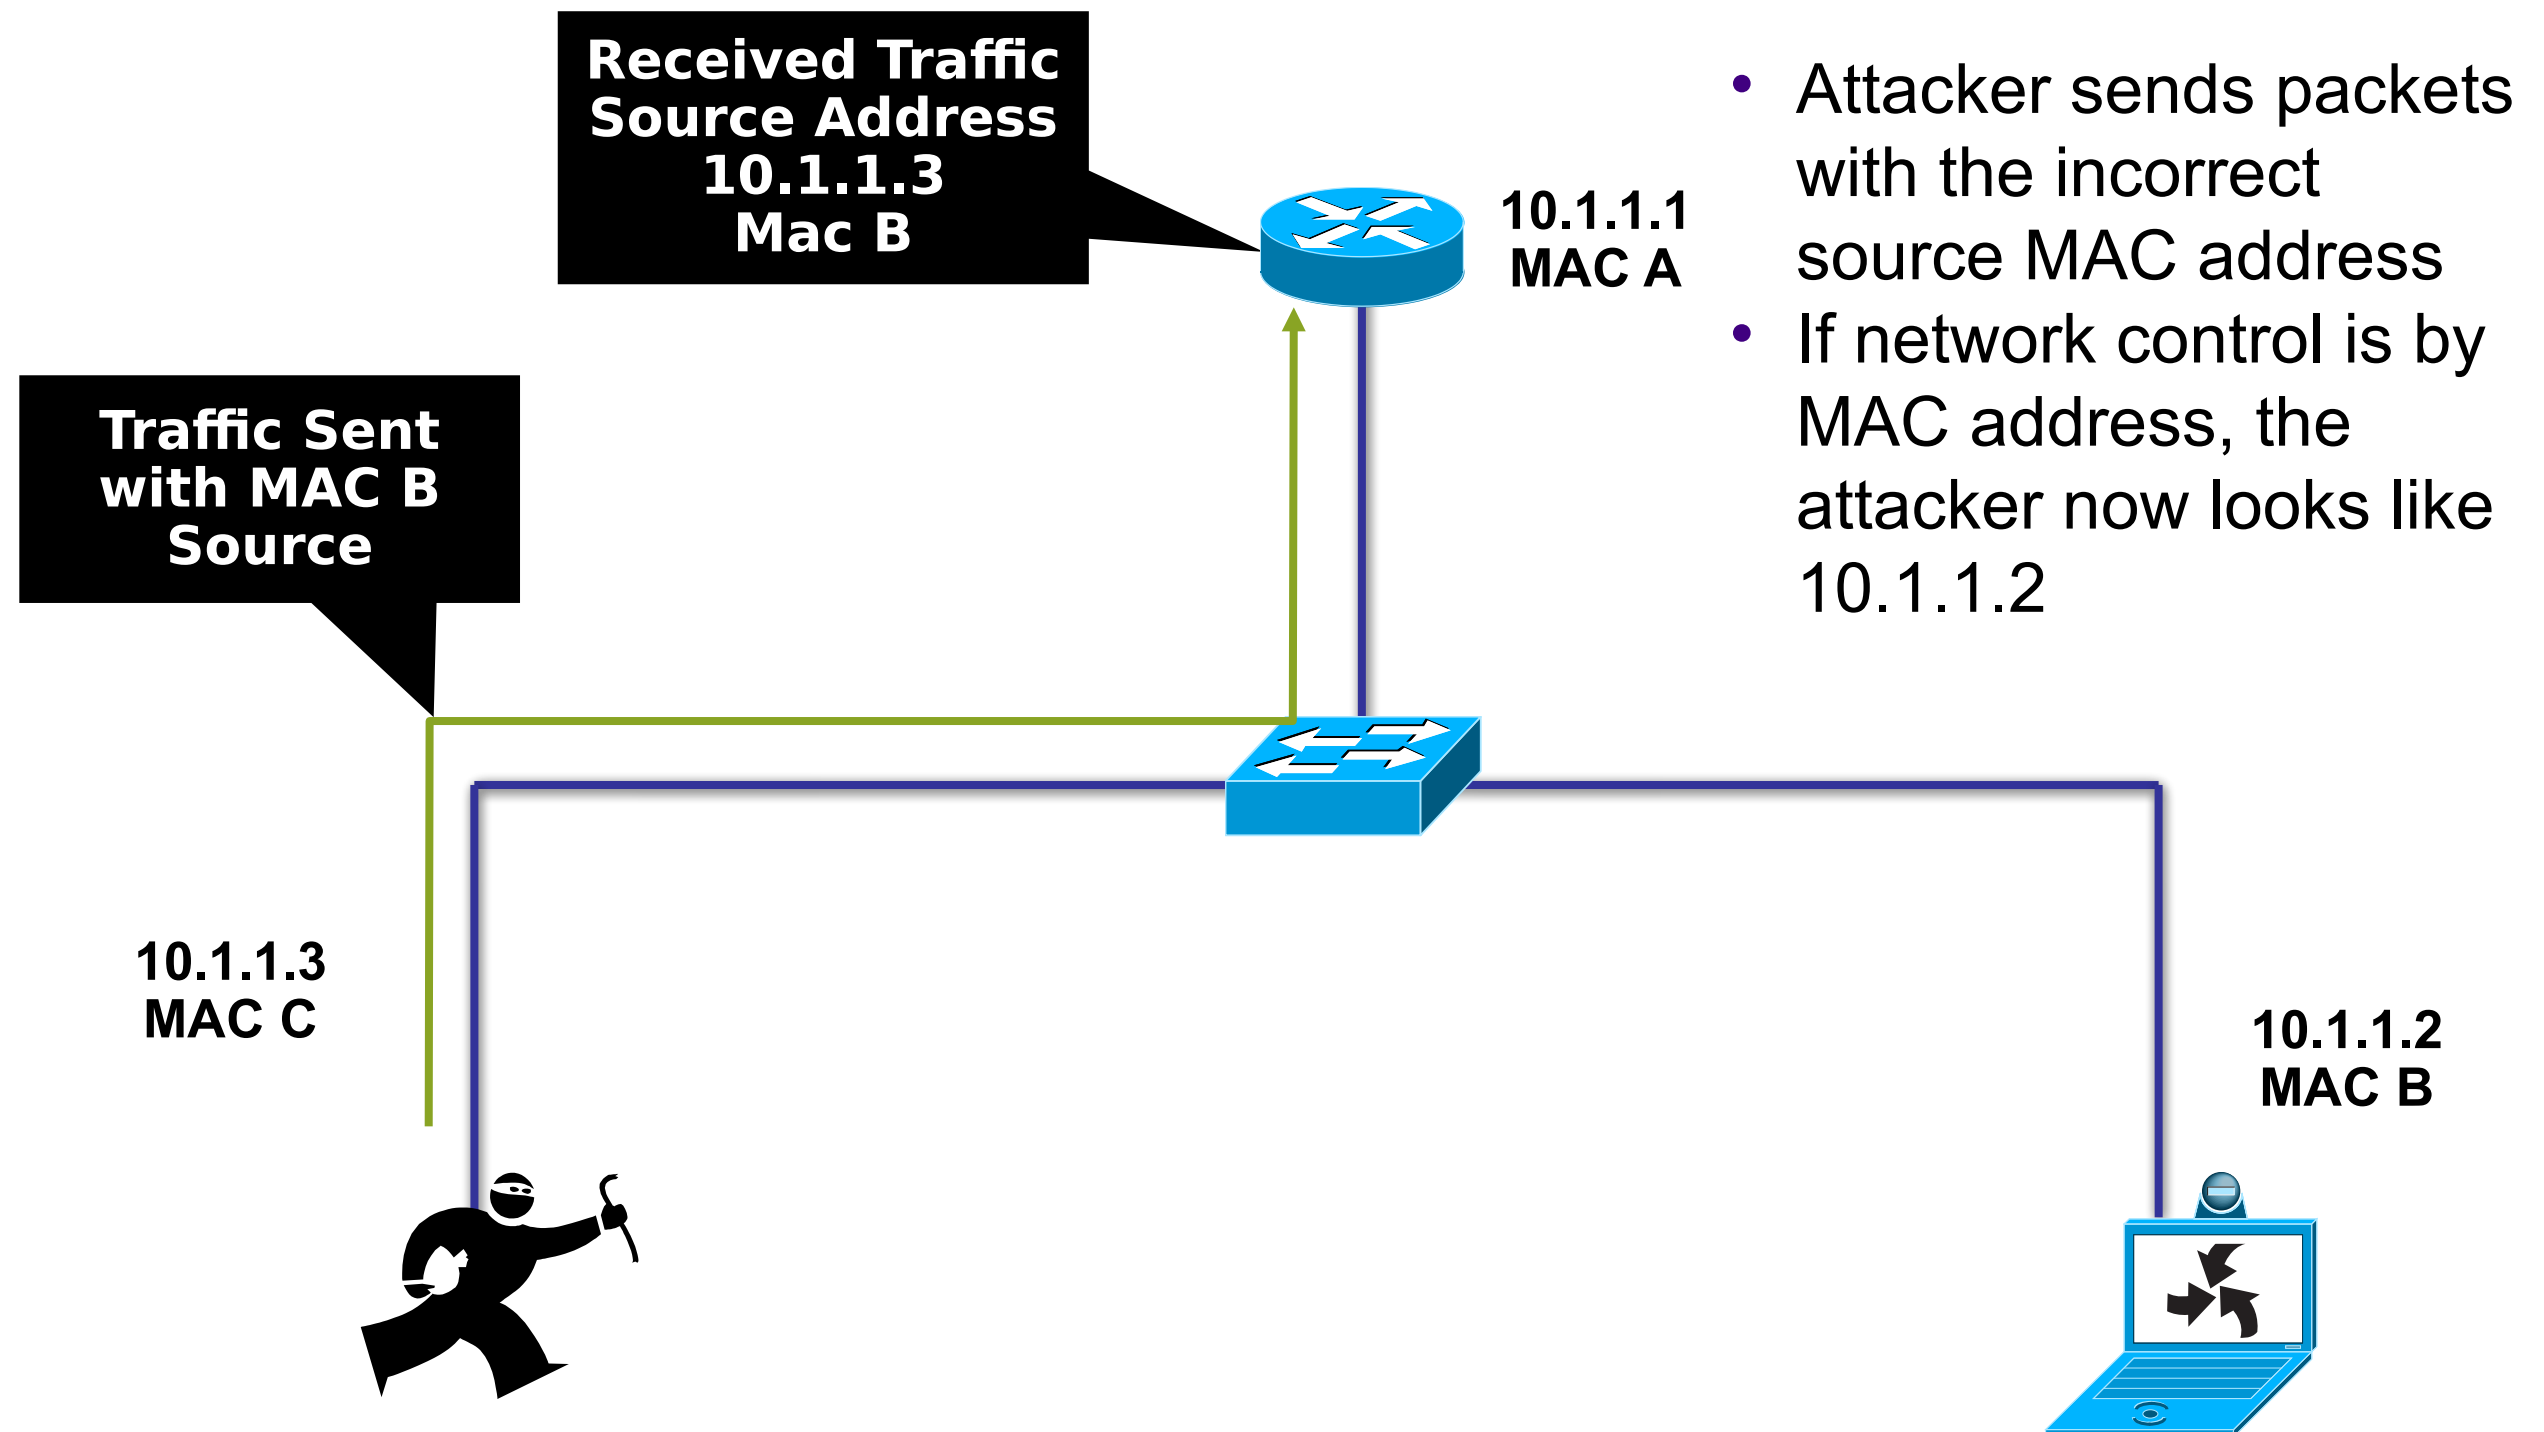 Received Traffic
Source Address
10.1.1.3
Mac B
10.1.1.1
MAC A
• Attacker sends packets
with the incorrect
source MAC address
• If network control is by
MAC address, the
attacker now looks like
10.1.1.2
Traffic Sent
with MAC B
Source
10.1.1.3
MAC C
10.1.1.2
MAC B